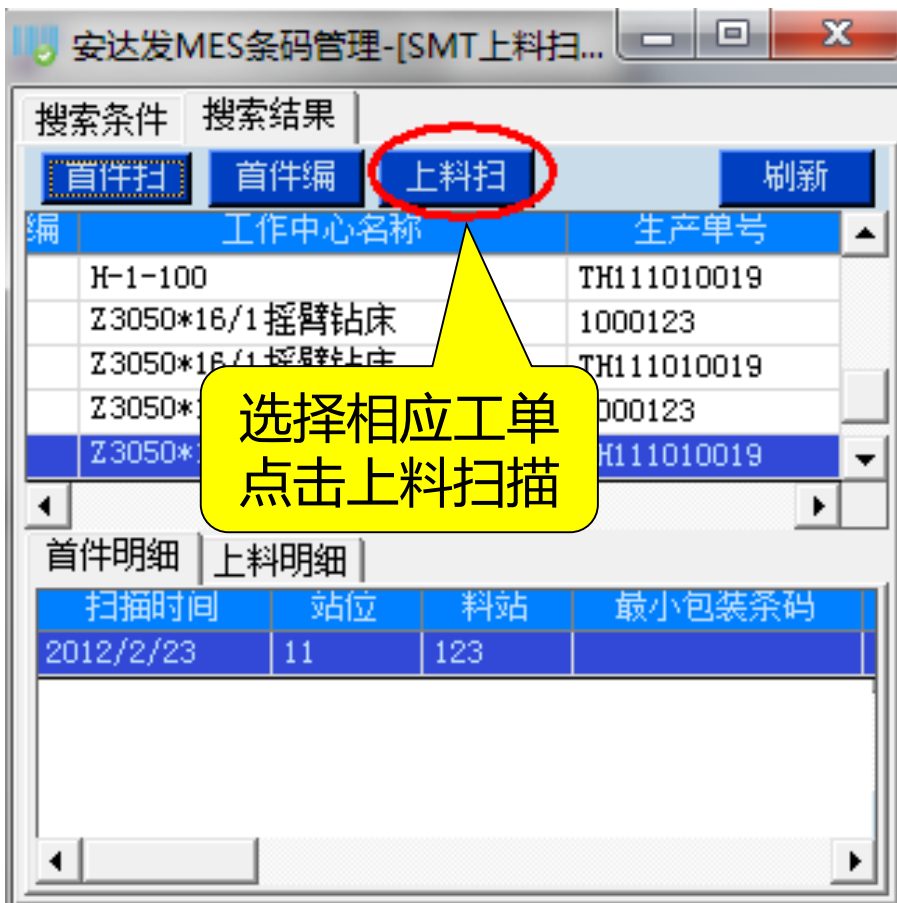 安达发MES条码管理-[SMT上料扫...
搜索条件 搜索结果
首件扫 首件编 上料扫 刷新
编 工作中心名称 生产单号
H-1-100 TH111010019
Z3050*16/1摇臂钻床 1000123
Z3050*16/1摇臂钻床 TH111010019
Z3050* 000123
Z3050* H111010019
选择相应工单
点击上料扫描
首件明细 上料明细
扫描时间 站位 料站 最小包装条码
2012/2/23 11 123